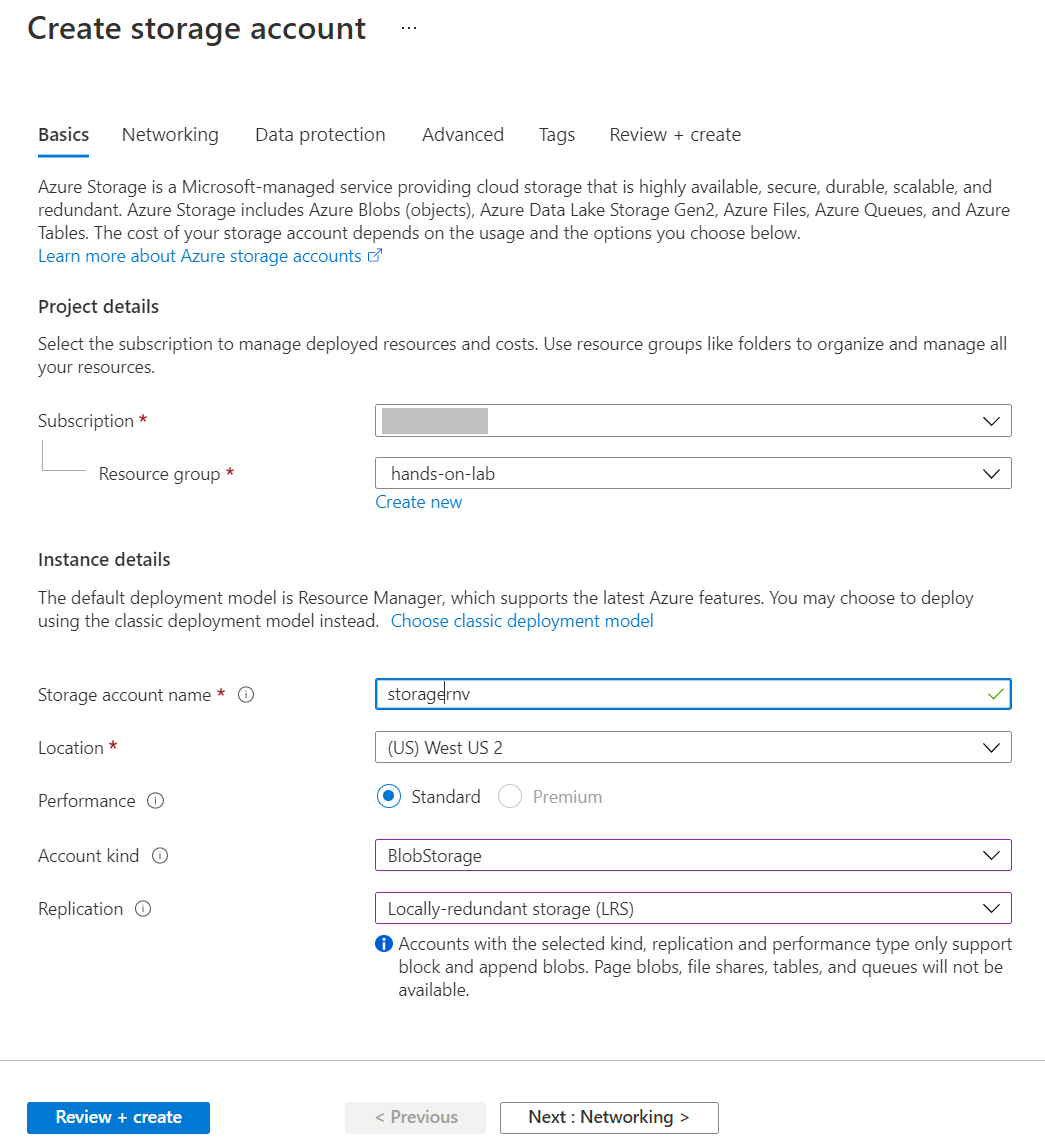 Create storage account ...
Basics Networking Data protection Advanced Tags Review + create
Azure Storage is a Microsoft-managed service providing cloud storage that is highly available, secure, durable, scalable, and
redundant. Azure Storage includes Azure Blobs (objects), Azure Data Lake Storage Gen2, Azure Files, Azure Queues, and Azure
Tables. The cost of your storage account depends on the usage and the options you choose below.
Learn more about Azure storage accounts
Project details
Select the subscription to manage deployed resources and costs. Use resource groups like folders to organize and manage all
your resources.
Subscription *
Resource group * hands-on-lab
Create new
Instance details
The default deployment model is Resource Manager, which supports the latest Azure features. You may choose to deploy
using the classic deployment model instead. Choose classic deployment model
Storage account name * storagernv
Location * (US) West US 2
Performance Standard Premium
Account kind BlobStorage
Replication Locally-redundant storage (LRS)
Accounts with the selected kind, replication and performance type only support
block and append blobs. Page blobs, file shares, tables, and queues will not be
available.
Review + create < Previous Next : Networking >